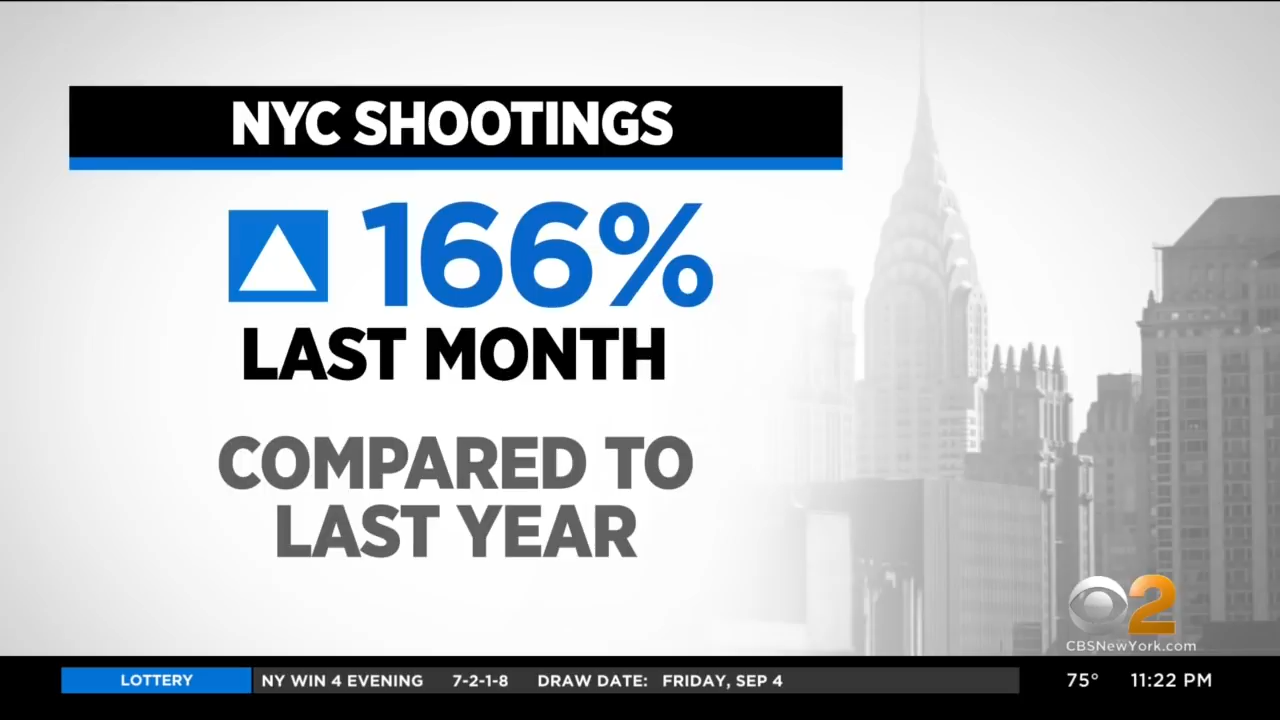 NYC SHOOTINGS
166%
LAST MONTH
COMPARED TO
LAST YEAR
2
CBSNewYork.com
LOTTERY NY WIN 4 EVENING 7-2-1-8 DRAW DATE: FRIDAY, SEP 4 75° 11:22 PM